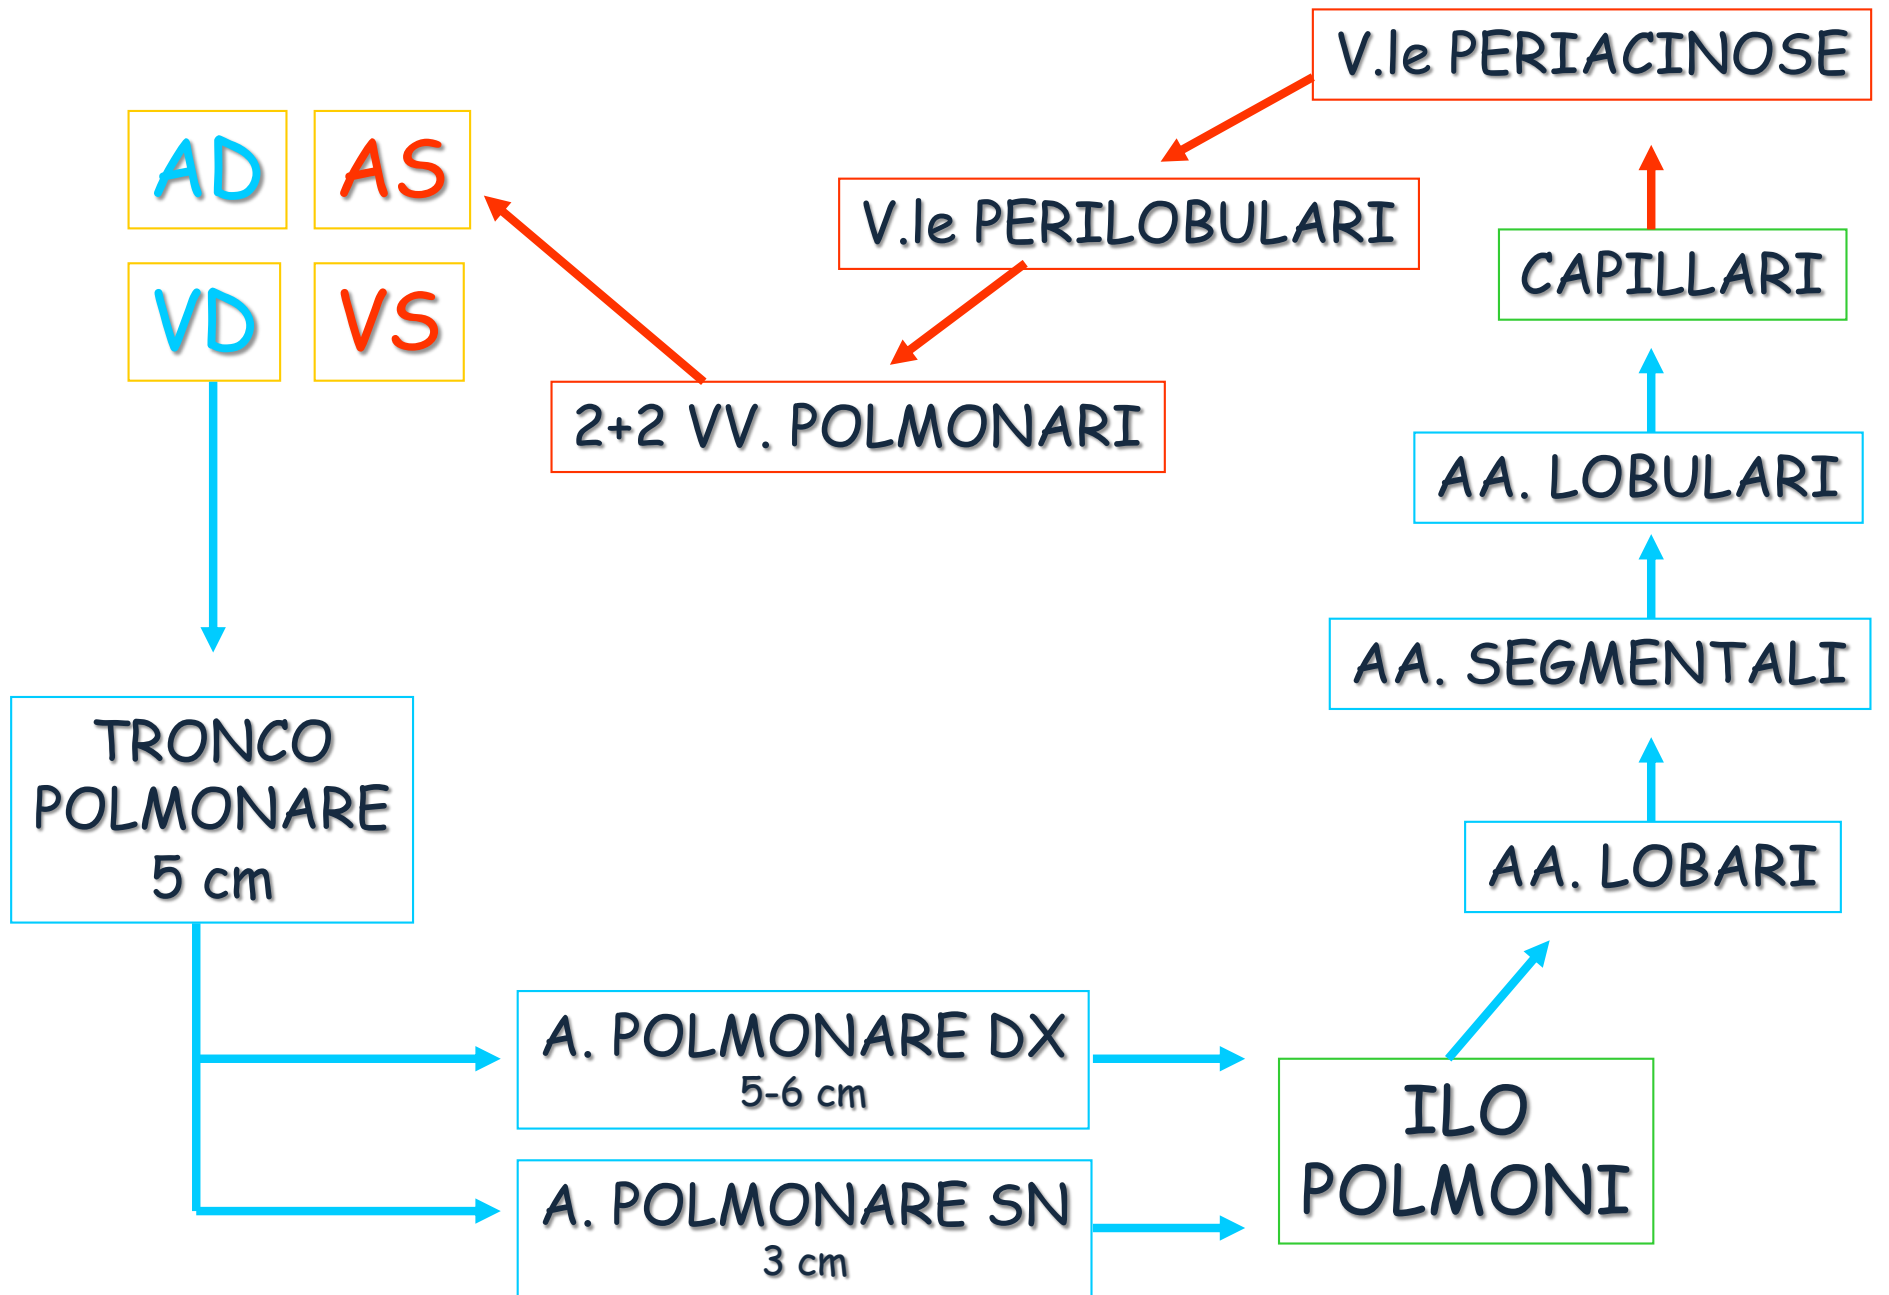 V.le PERIACINOSE
AD
AS
V.le PERILOBULARI
CAPILLARI
VD
VS
2+2 VV. POLMONARI
AA. LOBULARI
AA. SEGMENTALI
TRONCO
POLMONARE
5 cm
AA. LOBARI
A. POLMONARE DX
5-6 cm
ILO
POLMONI
A. POLMONARE SN
3 cm